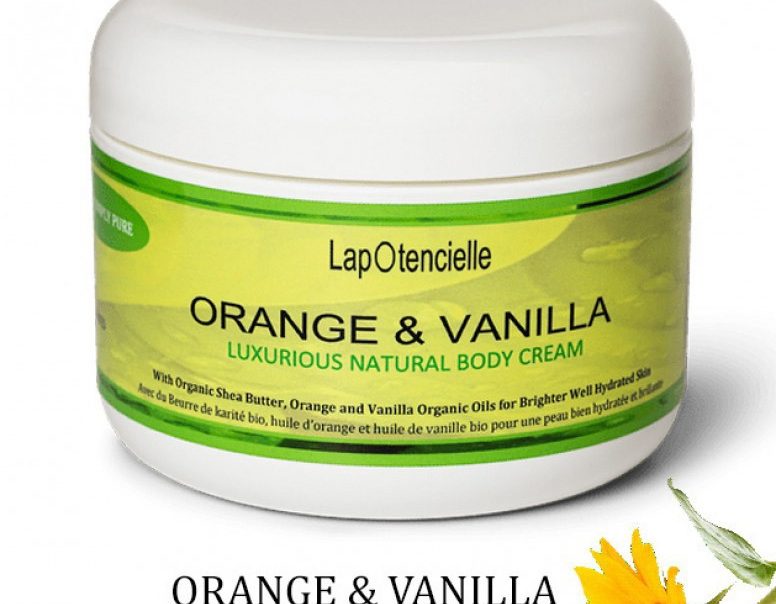 PURE
LapOtencielle
ORANGE & VANILLA
LUXURIOUS NATURAL BODY CREAM
With Organic Shea Butter, Orange and Vanilla Organic Oils for Brighter Well Hydrated Skin
Avec du Beurre de karité bio, huile d'orange et huile de vanille bio pour une peau bien hydratée et brillante
ORANGE & VANILLA